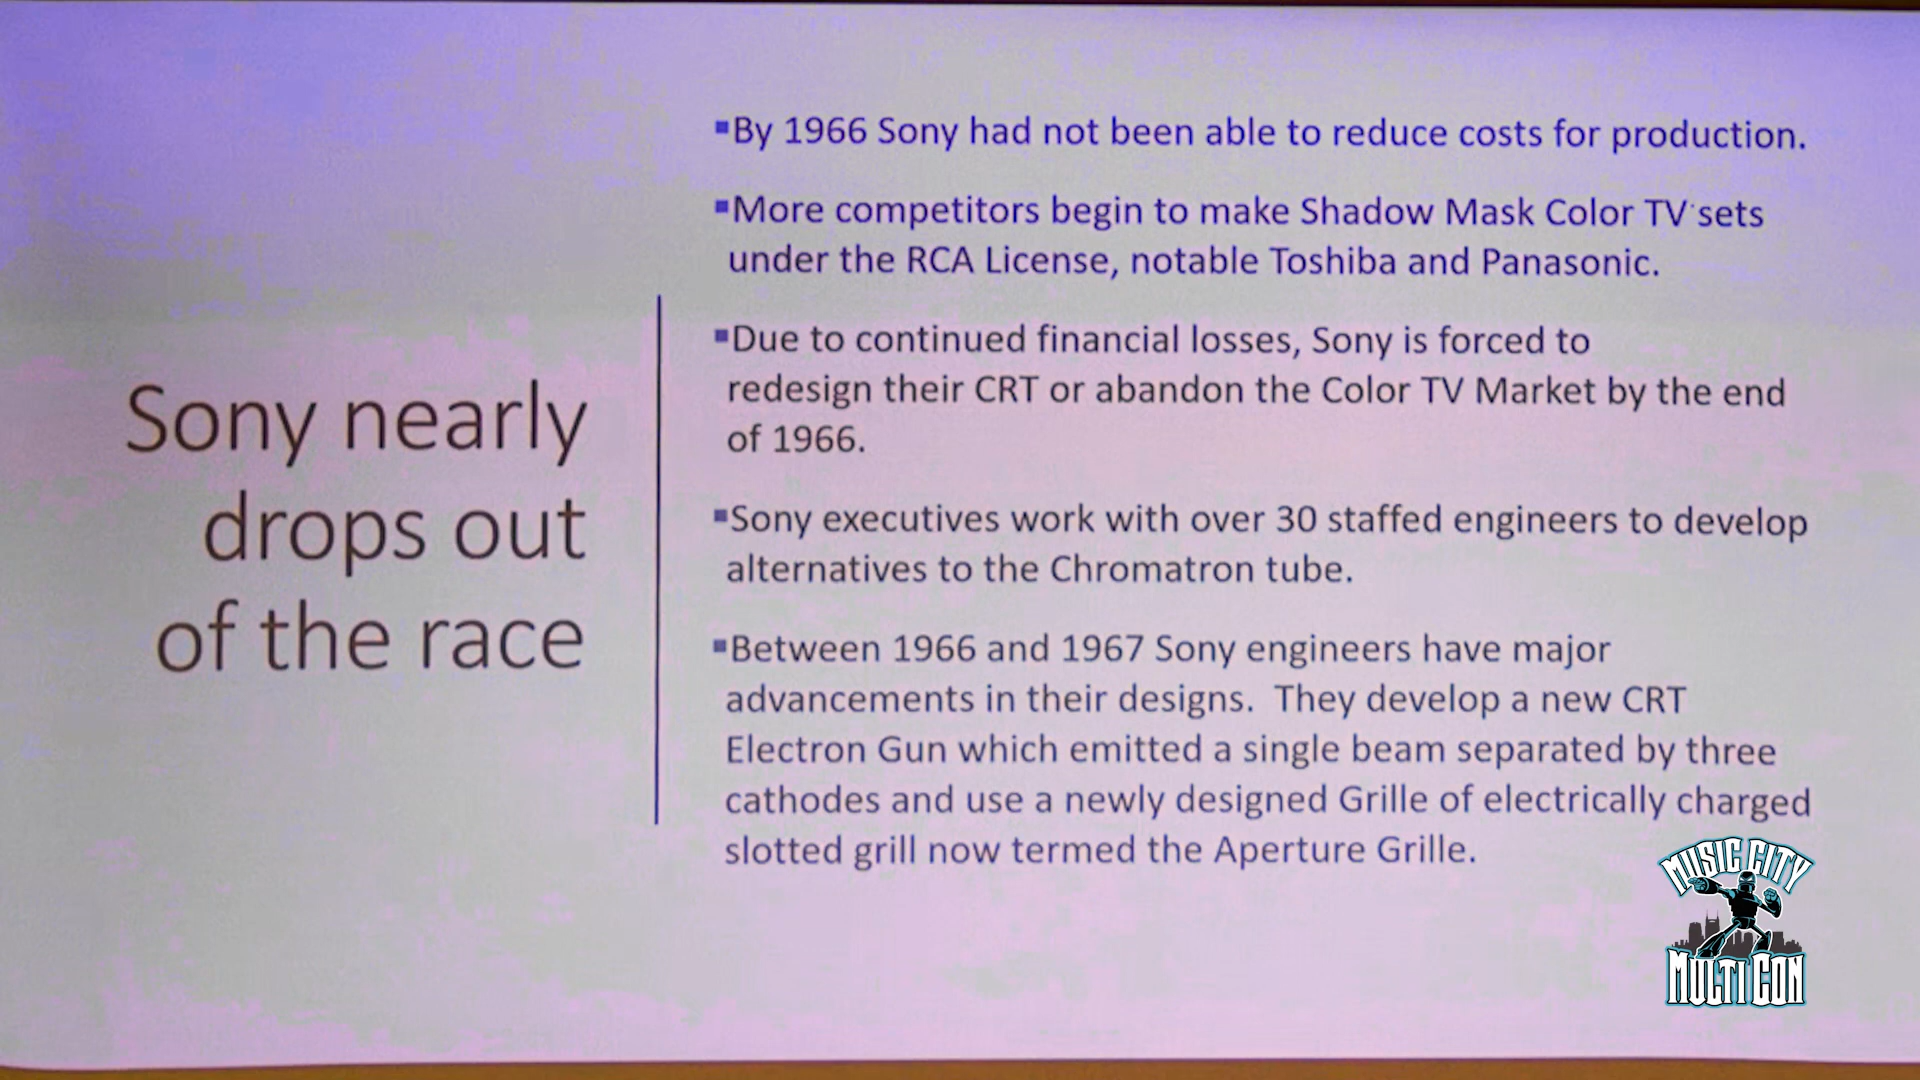 Sony nearly
drops out
of the race
▪By 1966 Sony had not been able to reduce costs for production.
▪More competitors begin to make Shadow Mask Color TV sets
under the RCA License, notable Toshiba and Panasonic.
▪Due to continued financial losses, Sony is forced to
redesign their CRT or abandon the Color TV Market by the end
of 1966.
▪Sony executives work with over 30 staffed engineers to develop
alternatives to the Chromatron tube.
▪Between 1966 and 1967 Sony engineers have major
advancements in their designs.  They develop a new CRT
Electron Gun which emitted a single beam separated by three
cathodes and use a newly designed Grille of electrically charged
slotted grill now termed the Aperture Grille.
MUSIC CITY
MULTI CON